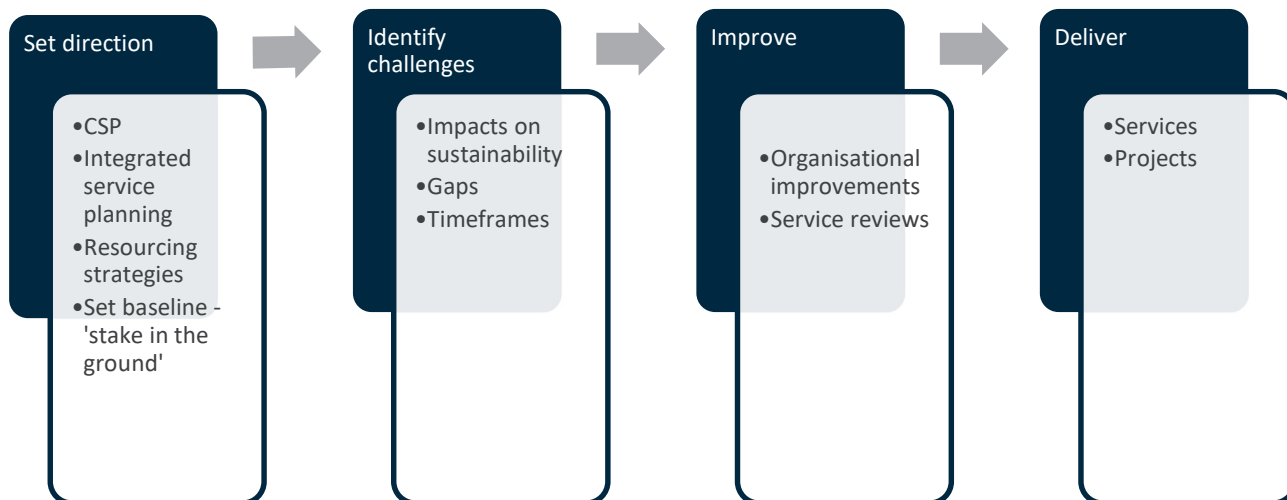 Set direction
•CSP
•Integrated
service
planning
•Resourcing
strategies
•Set baseline -
'stake in the
ground'
Identify
challenges
•Impacts on
sustainability
•Gaps
•Timeframes
Improve
•Organisational
improvements
•Service reviews
Deliver
•Services
•Projects